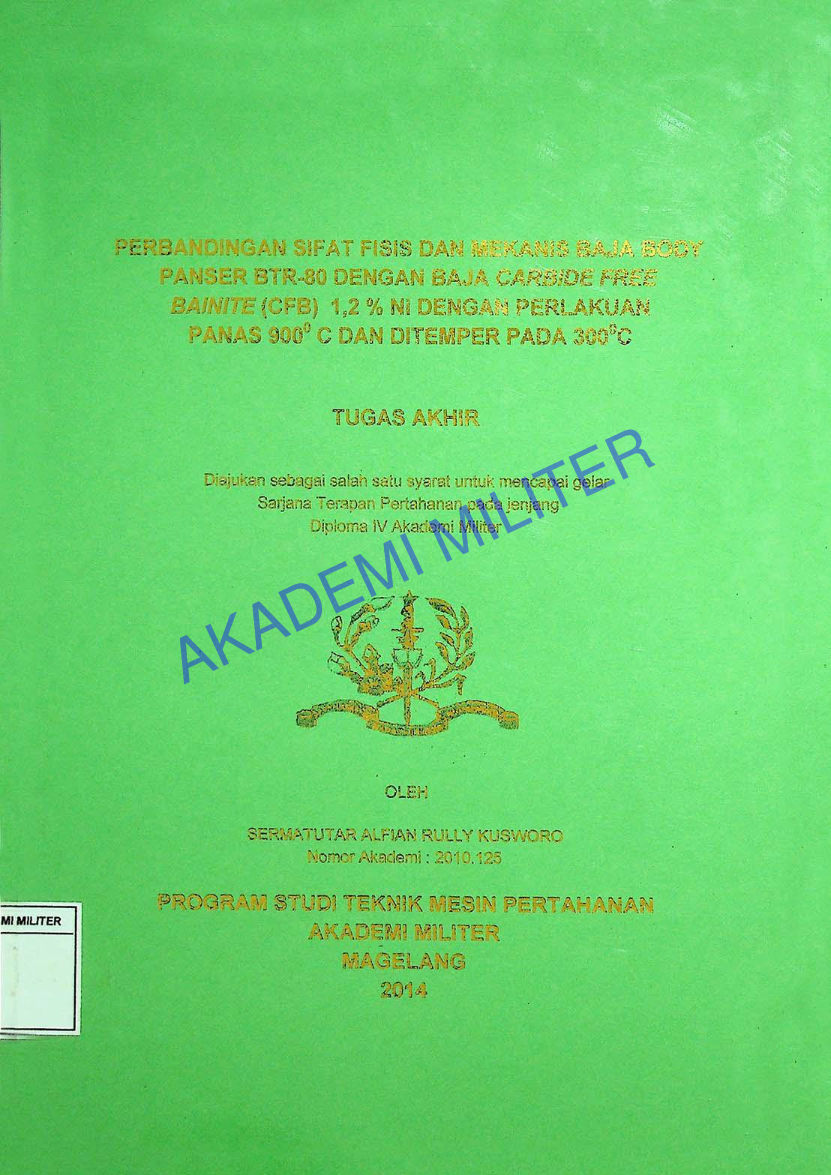 PERBANDINGAN SIFAT FISIS DAN MEKANIS BAJA BODY
PANSER BTR-80 DENGAN BAJA CARBIDE FREE
BAINITE (CFB) 1,2 % NI DENGAN PERLAKUAN
PANAS 900⁰ C DAN DITEMPER PADA 300⁰C
TUGAS AKHIR
Diajukan sebagai salah satu syarat untuk mencapai gelar
Sarjana Terapan Pertahanan pada jenjang
Diploma IV Akademi Militer
AKADEMI MILITER
OLEH
SERMATUTAR ALFIAN RULLY KUSWORO
Nomor Akademi : 2010.125
PROGRAM STUDI TEKNIK MESIN PERTAHANAN
MI MILITER
AKADEMI MILITER
MAGELANG
2014